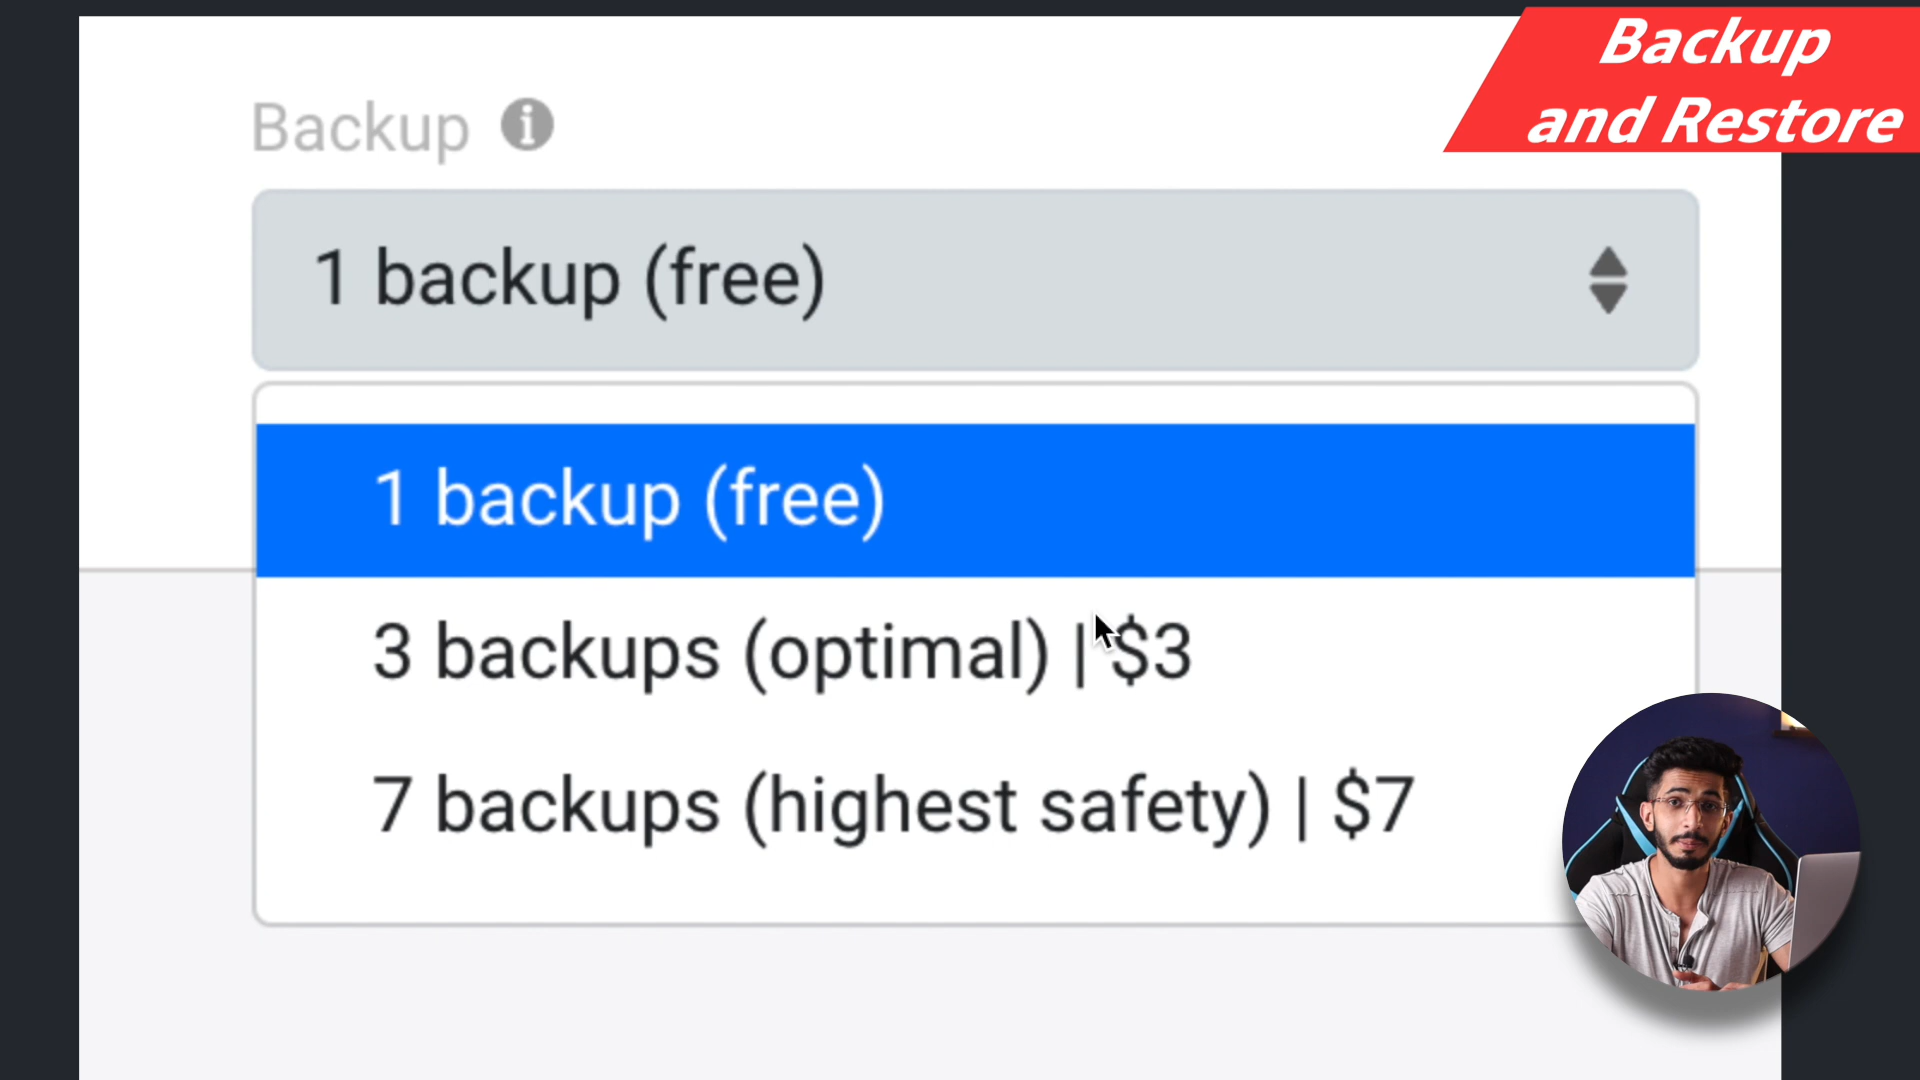 Backup
and Restore
Backup
1 backup (free)
1 backup (free)
3 backups (optimal) | $3
7 backups (highest safety) | $7